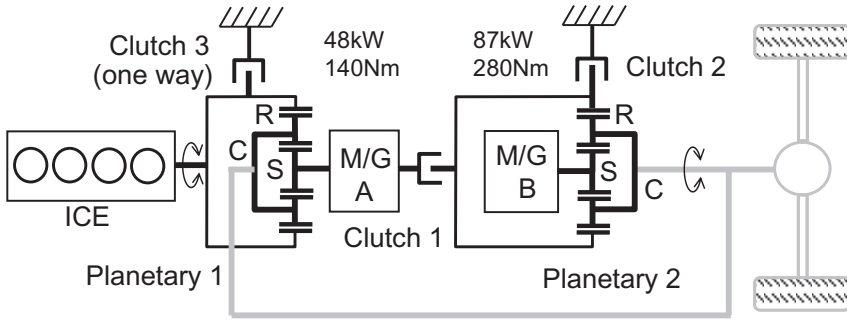 Clutch 3
(one way)
48kW
140Nm
87kW
280Nm
Clutch 2
R
C
S
M/G
A
R
M/G
B
S
C
ICE
Clutch 1
Planetary 1
Planetary 2